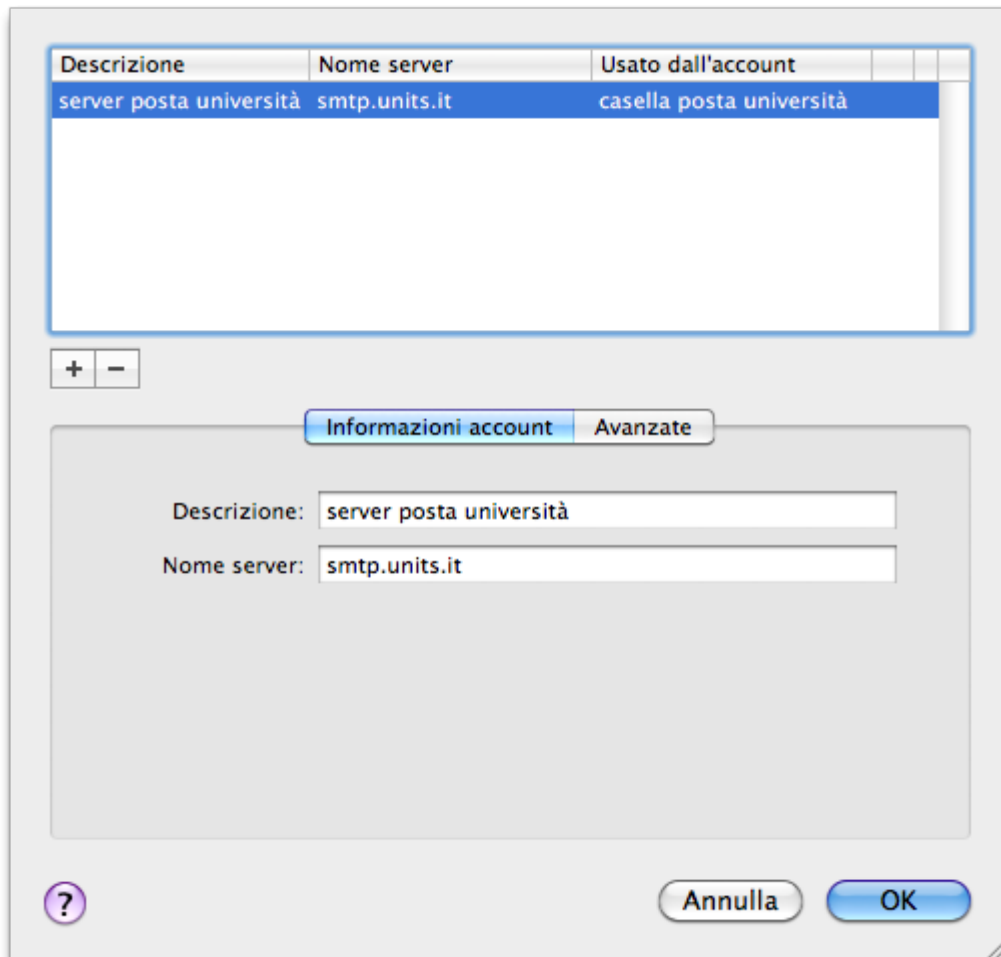 Descrizione Nome server Usato dall'account
server posta università smtp.units.it casella posta università
+ −
Informazioni account Avanzate
Descrizione: server posta università
Nome server: smtp.units.it
? Annulla OK